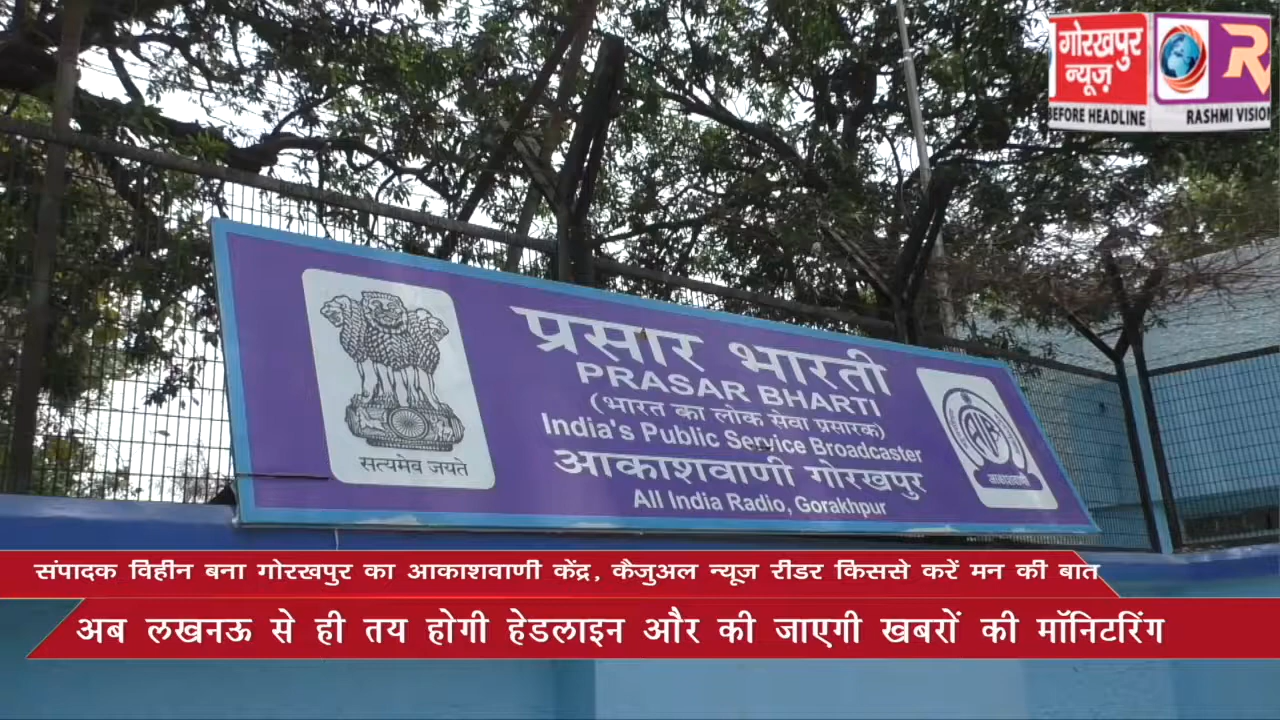 गोरखपुर
न्यूज़
BEFORE HEADLINE
R
RASHMI VISION
सत्यमेव जयते
प्रसार भारती
PRASAR BHARTI
(भारत का लोक सेवा प्रसारक)
India's Public Service Broadcaster
आकाशवाणी गोरखपुर
All India Radio, Gorakhpur
AIR
आकाशवाणी
संपादक विहीन बना गोरखपुर का आकाशवाणी केंद्र, कैजुअल न्यूज रीडर किससे करें मन की बात
अब लखनऊ से ही तय होगी हेडलाइन और की जाएगी खबरों की मॉनिटरिंग